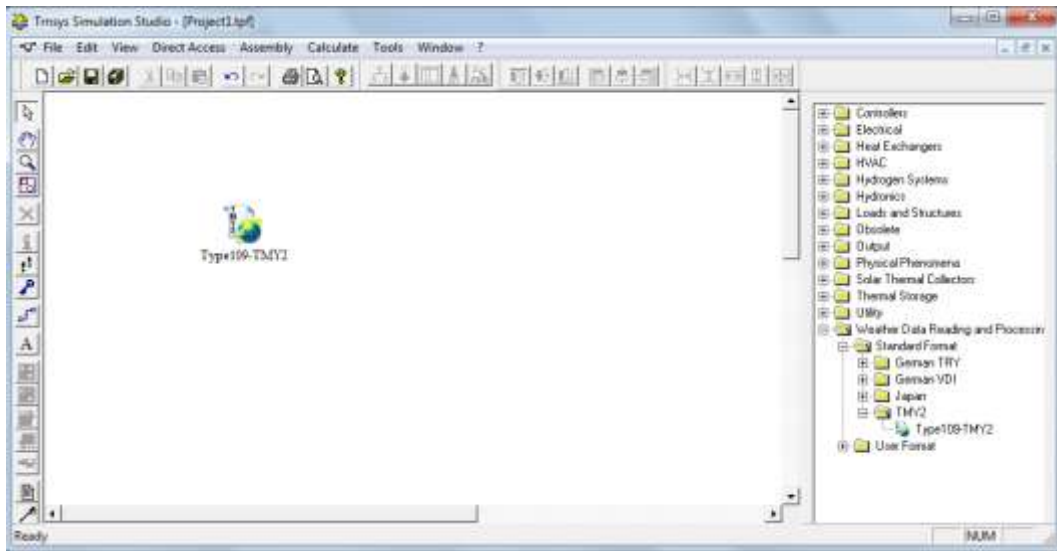 Trnsys Simulation Studio - [Project1.tpf]
File Edit View Direct Access Assembly Calculate Tools Window ?
Type109-TMY2
Controllers
Electrical
Heat Exchangers
HVAC
Hydrogen Systems
Hydronics
Loads and Structures
Obsolete
Output
Physical Phenomena
Solar Thermal Collectors
Thermal Storage
Utility
Weather Data Reading and Processin
Standard Format
German TRY
German VDI
Japan
TMY2
Type109-TMY2
User Format
A
Ready
NUM